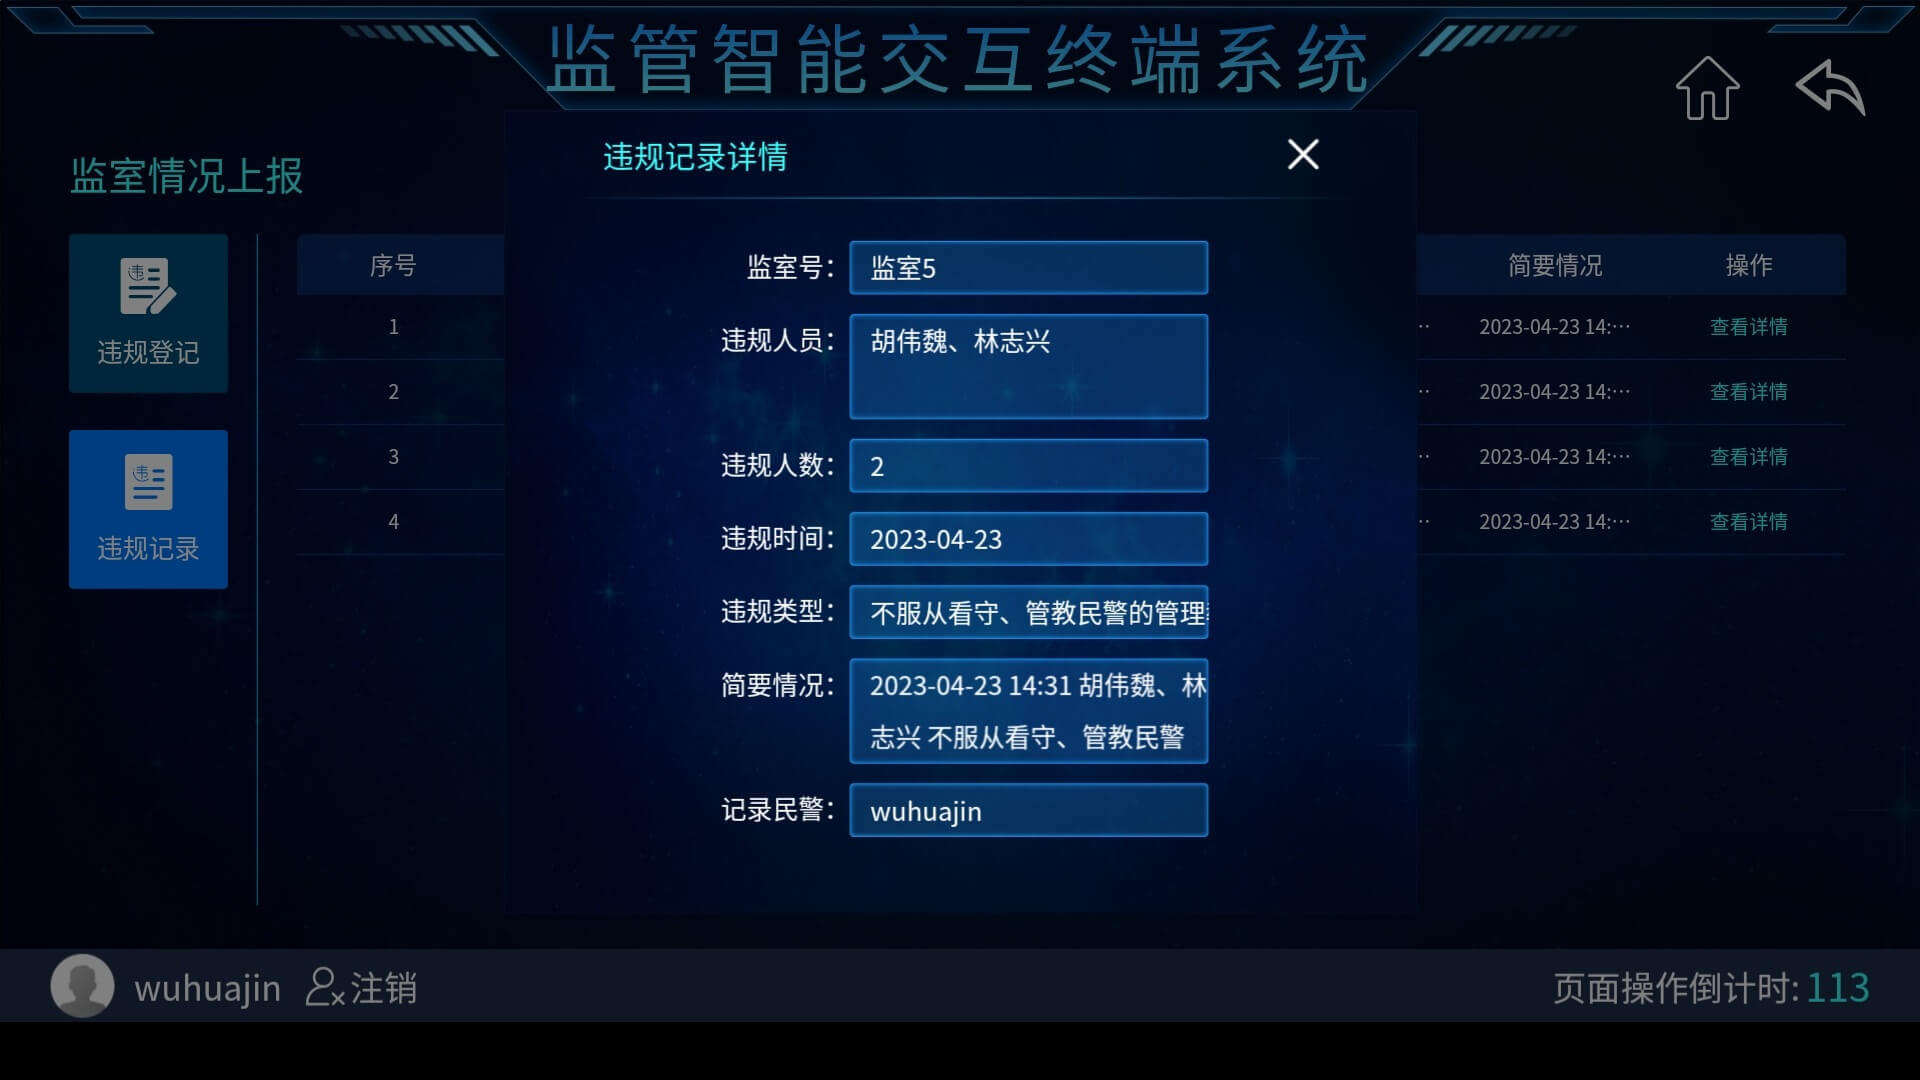 监管智能交互终端系统
监室情况上报
违规登记
违规记录
序号
1
2
3
4
违规记录详情
监室号：
监室5
违规人员：
胡伟魏、林志兴
违规人数：
2
违规时间：
2023-04-23
违规类型：
不服从看守、管教民警的管理
简要情况：
2023-04-23 14:31 胡伟魏、林
志兴 不服从看守、管教民警
记录民警：
wuhuajin
简要情况 操作
2023-04-23 14:··· 查看详情
2023-04-23 14:··· 查看详情
2023-04-23 14:··· 查看详情
2023-04-23 14:··· 查看详情
wuhuajin 注销
页面操作倒计时: 113